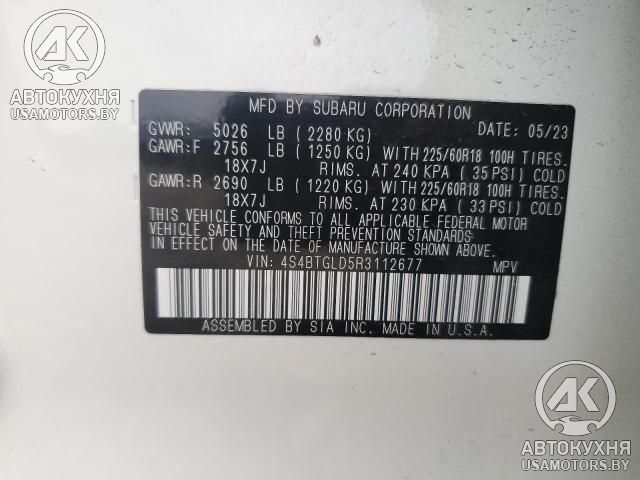 AK
АВТОКУХНЯ
USAMOTORS.BY
MFD BY SUBARU CORPORATION
GVWR: 5026 LB ( 2280 KG) DATE: 05/23
GAWR:F 2756 LB ( 1250 KG) WITH 225/60R18 100H TIRES.
18X7J RIMS. AT 240 KPA ( 35 PSI) COLD
GAWR:R 2690 LB ( 1220 KG) WITH 225/60R18 100H TIRES.
18X7J RIMS. AT 230 KPA ( 33 PSI) COLD
THIS VEHICLE CONFORMS TO ALL APPLICABLE FEDERAL MOTOR
VEHICLE SAFETY AND THEFT PREVENTION STANDARDS
IN EFFECT ON THE DATE OF MANUFACTURE SHOWN ABOVE.
VIN: 4S4BTGLD5R3112677 MPV
ASSEMBLED BY SIA INC. MADE IN U.S.A.
AK
АВТОКУХНЯ
USAMOTORS.BY